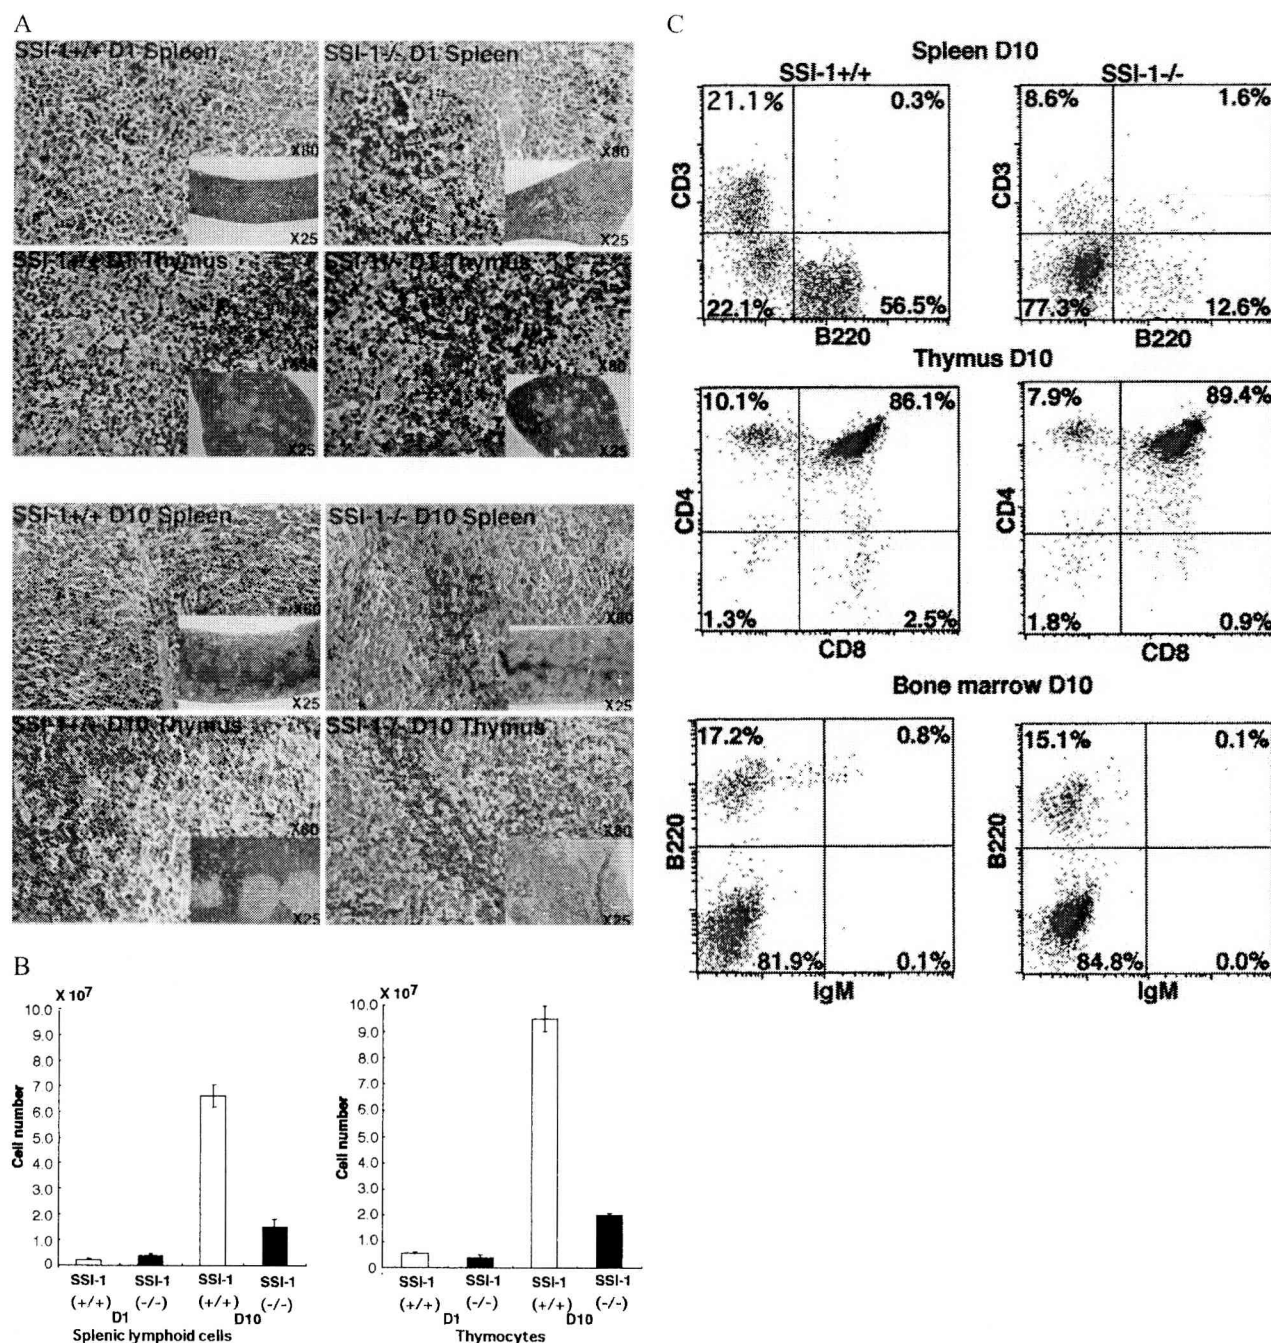 A
SSI-1+/+ D1 Spleen
X80
X25
SSI-1-/- D1 Spleen
X80
X25
SSI-1+/+ D1 Thymus
X25
SSI-1-/- D1 Thymus
X80
X25
SSI-1+/+ D10 Spleen
X80
X25
SSI-1-/- D10 Spleen
X80
X25
SSI-1+/+ D10 Thymus
X80
X25
SSI-1-/- D10 Thymus
X80
X25
B
X 10⁷
Cell number
10.0
9.0
8.0
7.0
6.0
5.0
4.0
3.0
2.0
1.0
0
SSI-1 SSI-1 SSI-1 SSI-1
(+/+) (-/-) (+/+) (-/-)
D1 D10
Splenic lymphoid cells
X 10⁷
Cell number
10.0
9.0
8.0
7.0
6.0
5.0
4.0
3.0
2.0
1.0
0
SSI-1 SSI-1 SSI-1 SSI-1
(+/+) (-/-) (+/+) (-/-)
D1 D10
Thymocytes
C
Spleen D10
SSI-1+/+ SSI-1-/-
21.1% 0.3%
CD3
22.1% 56.5%
B220
8.6% 1.6%
CD3
77.3% 12.6%
B220
Thymus D10
10.1% 86.1%
CD4
1.3% 2.5%
CD8
7.9% 89.4%
CD4
1.8% 0.9%
CD8
Bone marrow D10
17.2% 0.8%
B220
81.9% 0.1%
IgM
15.1% 0.1%
B220
84.8% 0.0%
IgM